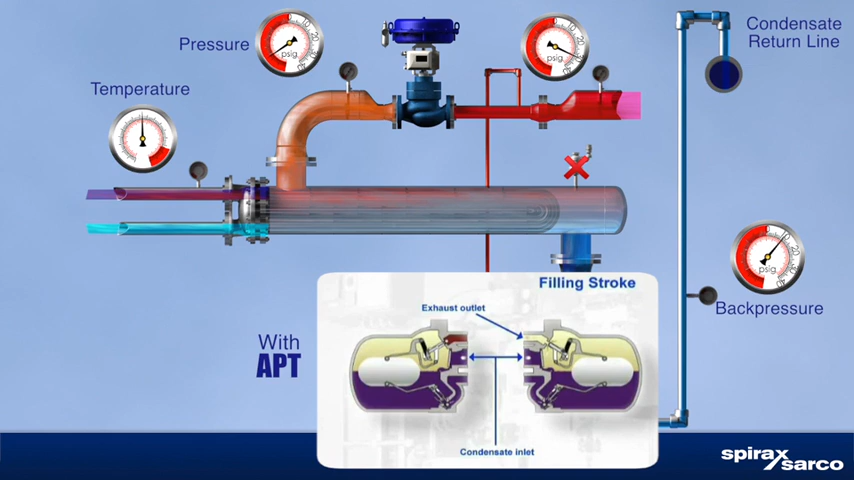 Pressure
Condensate
Return Line
Temperature
psig
psig
psig
Backpressure
Filling Stroke
Exhaust outlet
With
APT
Condensate inlet
spirax
sarco